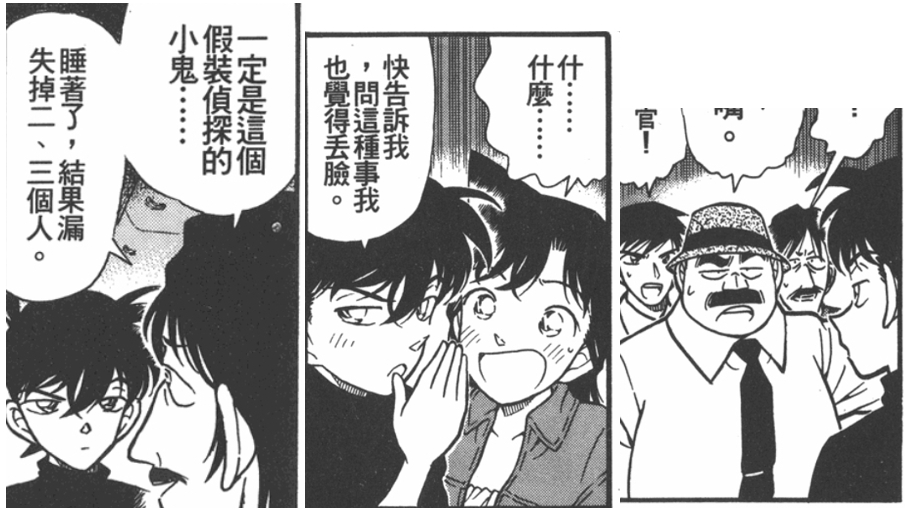 什……
什麼……
快告訴我
，問這種事我
也覺得丟臉。
一定是這個
假裝偵探的
小鬼……
睡著了，結果漏
失掉二、三個人。
嘴。
官！